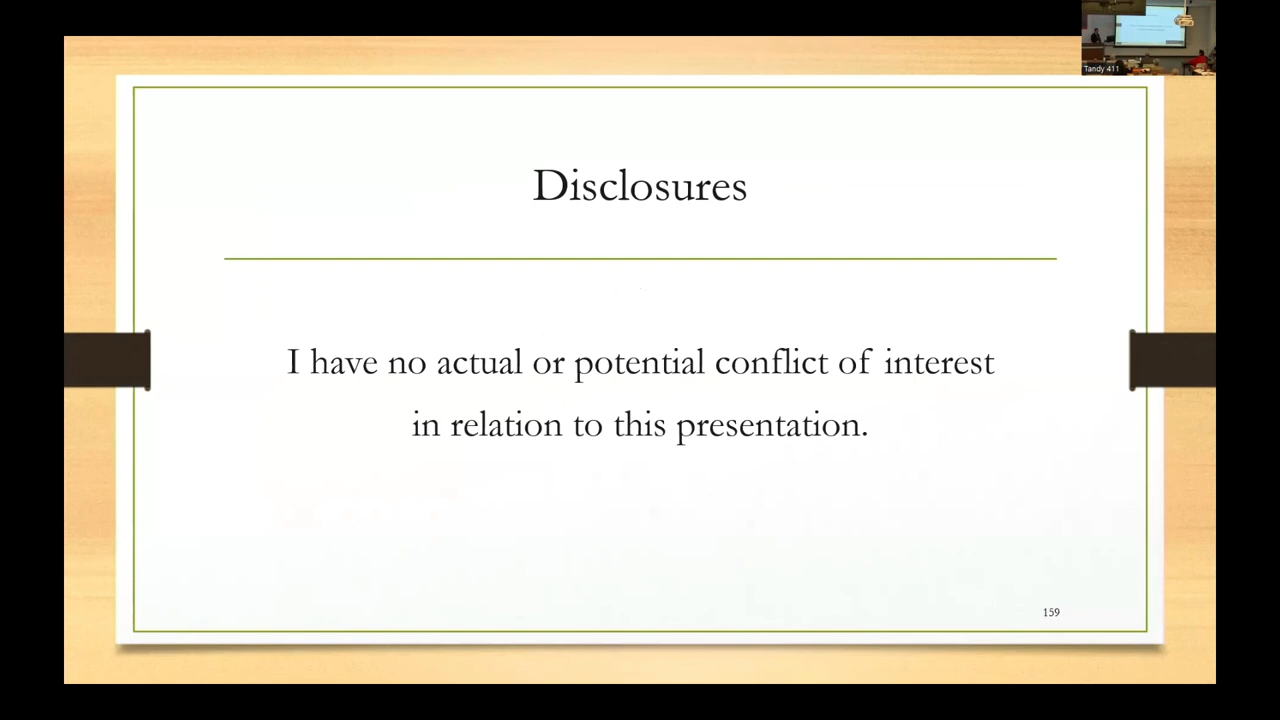 Tandy 411
Disclosures
I have no actual or potential conflict of interest
in relation to this presentation.
159